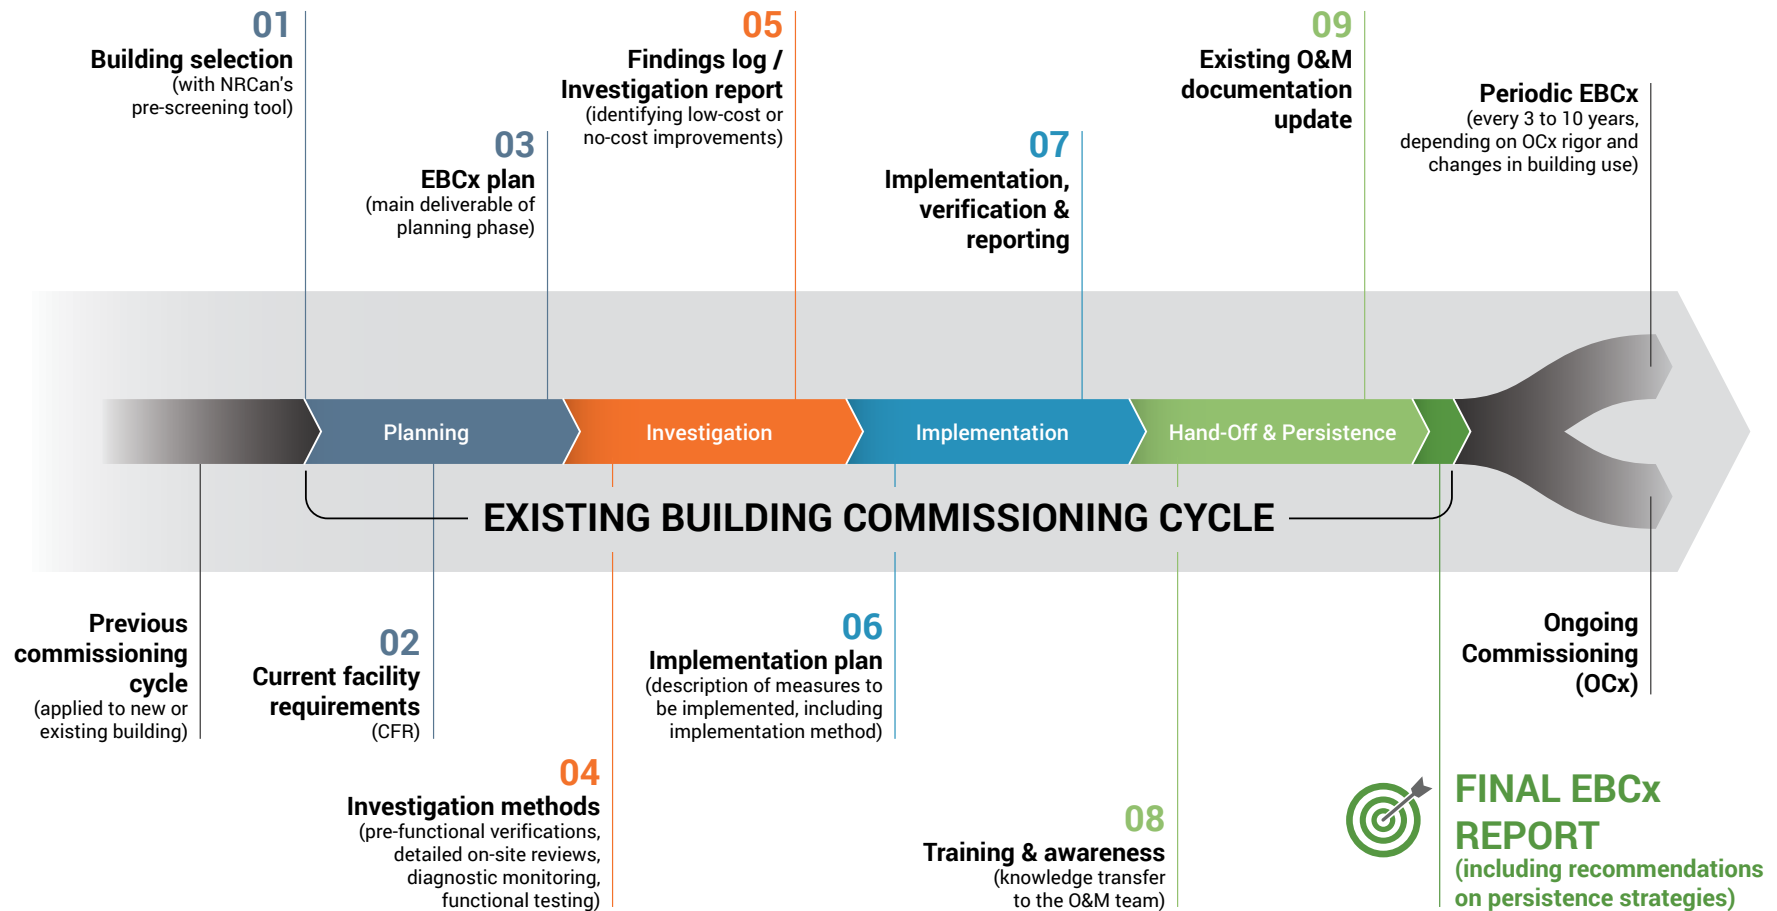 01
Building selection
(with NRCan's
pre-screening tool)
03
EBCx plan
(main deliverable of
planning phase)
05
Findings log /
Investigation report
(identifying low-cost or
no-cost improvements)
07
Implementation,
verification &
reporting
09
Existing O&M
documentation
update
Periodic EBCx
(every 3 to 10 years,
depending on OCx rigor and
changes in building use)
Planning
Investigation
Implementation
Hand-Off & Persistence
EXISTING BUILDING COMMISSIONING CYCLE
Previous
commissioning
cycle
(applied to new or
existing building)
02
Current facility
requirements
(CFR)
04
Investigation methods
(pre-functional verifications,
detailed on-site reviews,
diagnostic monitoring,
functional testing)
06
Implementation plan
(description of measures to
be implemented, including
implementation method)
08
Training & awareness
(knowledge transfer
to the O&M team)
Ongoing
Commissioning
(OCx)
FINAL EBCx
REPORT
(including recommendations
on persistence strategies)